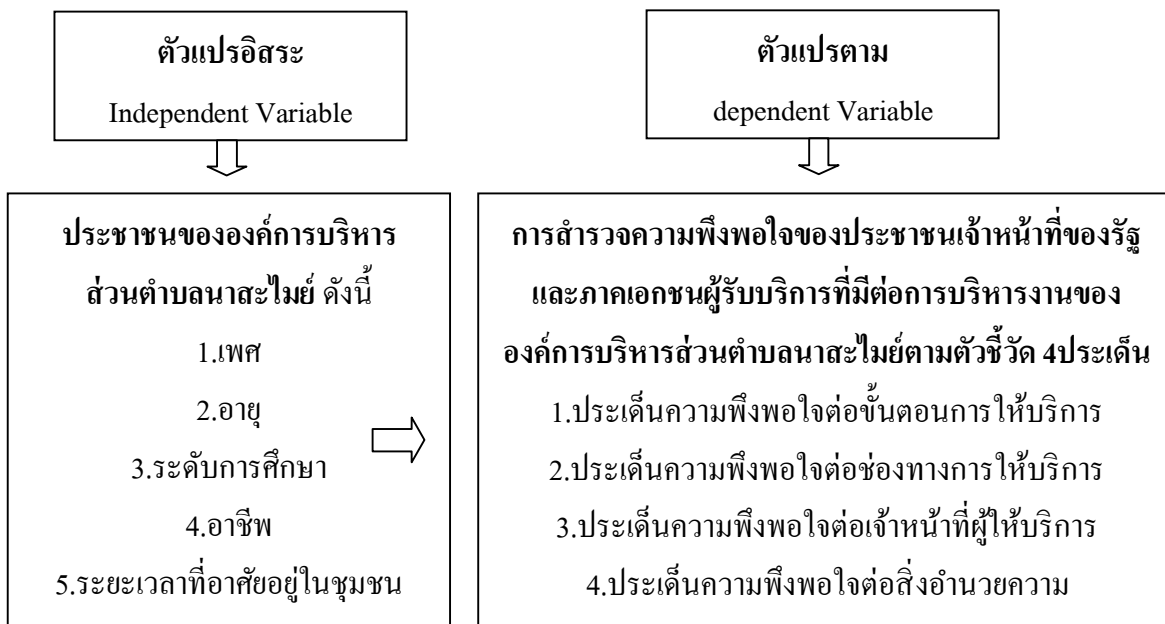 ตัวแปรอิสระ
Independent Variable
ตัวแปรตาม
dependent Variable
ประชาชนขององค์การบริหาร
ส่วนตำบลนาสะไมย์ ดังนี้
1.เพศ
2.อายุ
3.ระดับการศึกษา
4.อาชีพ
5.ระยะเวลาที่อาศัยอยู่ในชุมชน
การสำรวจความพึงพอใจของประชาชนเจ้าหน้าที่ของรัฐ
และภาคเอกชนผู้รับบริการที่มีต่อการบริหารงานของ
องค์การบริหารส่วนตำบลนาสะไมย์ตามตัวชี้วัด 4ประเด็น
1.ประเด็นความพึงพอใจต่อขั้นตอนการให้บริการ
2.ประเด็นความพึงพอใจต่อช่องทางการให้บริการ
3.ประเด็นความพึงพอใจต่อเจ้าหน้าที่ผู้ให้บริการ
4.ประเด็นความพึงพอใจต่อสิ่งอำนวยความ